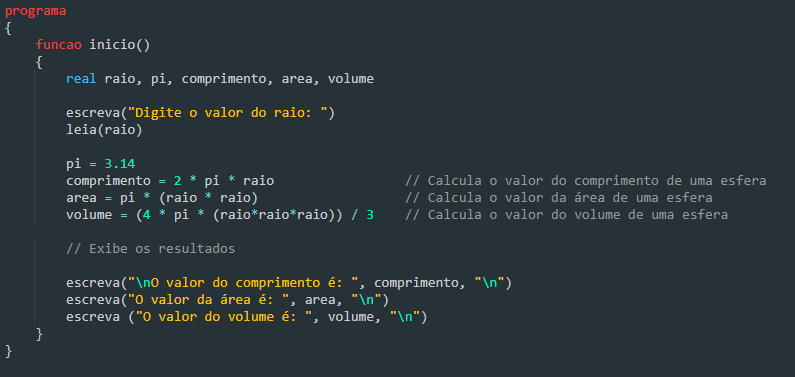 programa
{
funcao inicio()
{
real raio, pi, comprimento, area, volume
escreva("Digite o valor do raio: ")
leia(raio)
pi = 3.14
comprimento = 2 * pi * raio // Calcula o valor do comprimento de uma esfera
area = pi * (raio * raio) // Calcula o valor da área de uma esfera
volume = (4 * pi * (raio*raio*raio)) / 3 // Calcula o valor do volume de uma esfera
// Exibe os resultados
escreva("\nO valor do comprimento é: ", comprimento, "\n")
escreva("O valor da área é: ", area, "\n")
escreva ("O valor do volume é: ", volume, "\n")
}
}